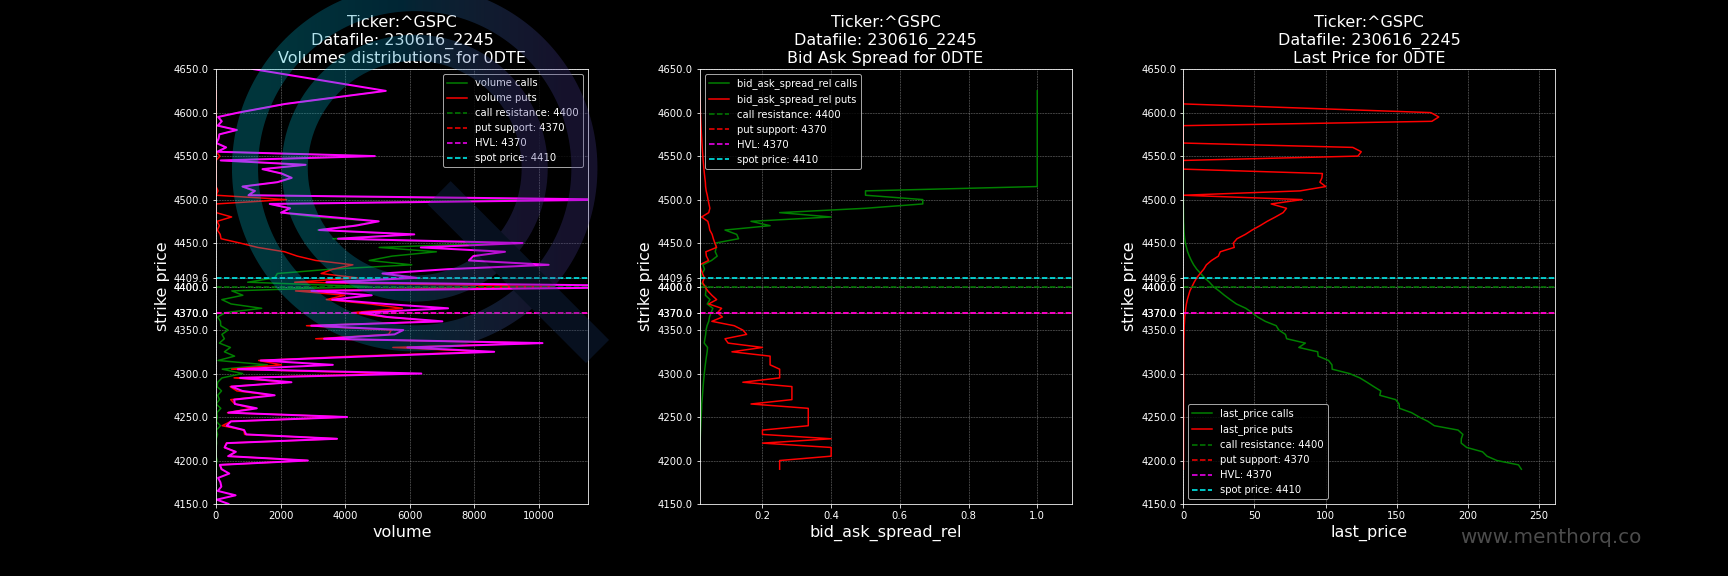 Ticker:^GSPC
Datafile: 230616_2245
Volumes distributions for 0DTE
4650.0
4600.0
4550.0
4500.0
4450.0
4409.6
4400.0
4370.0
4350.0
4300.0
4250.0
4200.0
4150.0
strike price
volume calls
volume puts
call resistance: 4400
put support: 4370
HVL: 4370
spot price: 4410
0
2000
4000
6000
8000
10000
volume
Ticker:^GSPC
Datafile: 230616_2245
Bid Ask Spread for 0DTE
4650.0
4600.0
4550.0
4500.0
4450.0
4409.6
4400.0
4370.0
4350.0
4300.0
4250.0
4200.0
4150.0
strike price
bid_ask_spread_rel calls
bid_ask_spread_rel puts
call resistance: 4400
put support: 4370
HVL: 4370
spot price: 4410
0.2
0.4
0.6
0.8
1.0
bid_ask_spread_rel
Ticker:^GSPC
Datafile: 230616_2245
Last Price for 0DTE
4650.0
4600.0
4550.0
4500.0
4450.0
4409.6
4400.0
4370.0
4350.0
4300.0
4250.0
4200.0
4150.0
strike price
last_price calls
last_price puts
call resistance: 4400
put support: 4370
HVL: 4370
spot price: 4410
0
50
100
150
200
250
last_price
www.menthorq.co